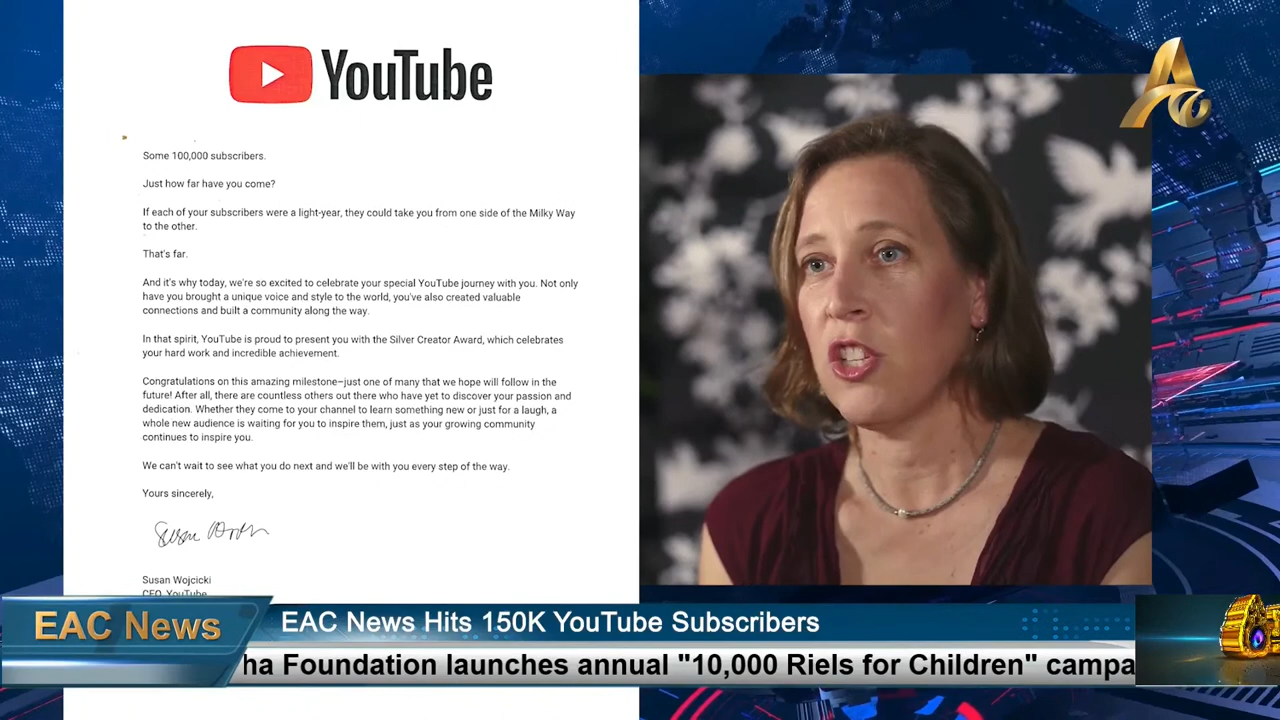 YouTube
Some 100,000 subscribers.
Just how far have you come?
If each of your subscribers were a light-year, they could take you from one side of the Milky Way
to the other.
That's far.
And it's why today, we're so excited to celebrate your special YouTube journey with you. Not only
have you brought a unique voice and style to the world, you've also created valuable
connections and built a community along the way.
In that spirit, YouTube is proud to present you with the Silver Creator Award, which celebrates
your hard work and incredible achievement.
Congratulations on this amazing milestone–just one of many that we hope will follow in the
future! After all, there are countless others out there who have yet to discover your passion and
dedication. Whether they come to your channel to learn something new or just for a laugh, a
whole new audience is waiting for you to inspire them, just as your growing community
continues to inspire you.
We can't wait to see what you do next and we'll be with you every step of the way.
Yours sincerely,
Susan Wojcicki
CEO, YouTube
EAC News
EAC News Hits 150K YouTube Subscribers
ha Foundation launches annual "10,000 Riels for Children" campa